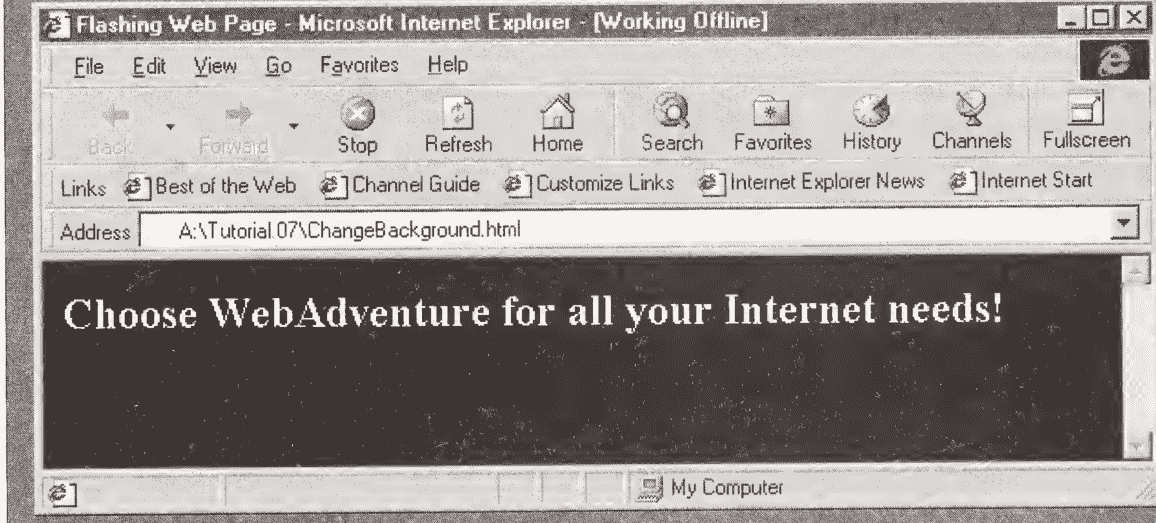 Flashing Web Page - Microsoft Internet Explorer - [Working Offline]
File Edit View Go Favorites Help
Back Forward Stop Refresh Home Search Favorites History Channels Fullscreen
Links Best of the Web Channel Guide Customize Links Internet Explorer News Internet Start
Address A:\Tutorial.07\ChangeBackground.html
Choose WebAdventure for all your Internet needs!
My Computer